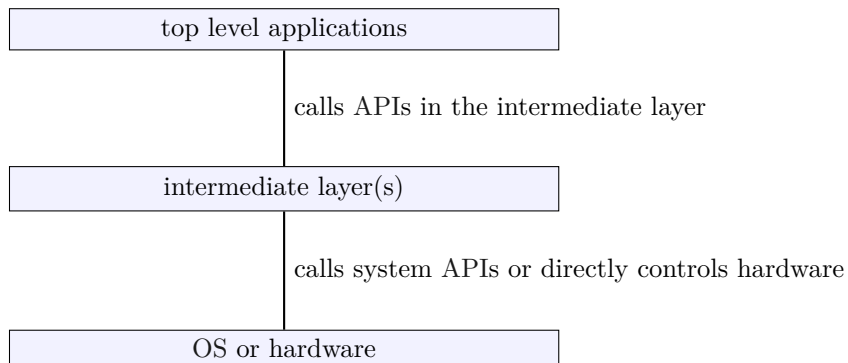 top level applications
calls APIs in the intermediate layer
intermediate layer(s)
calls system APIs or directly controls hardware
OS or hardware